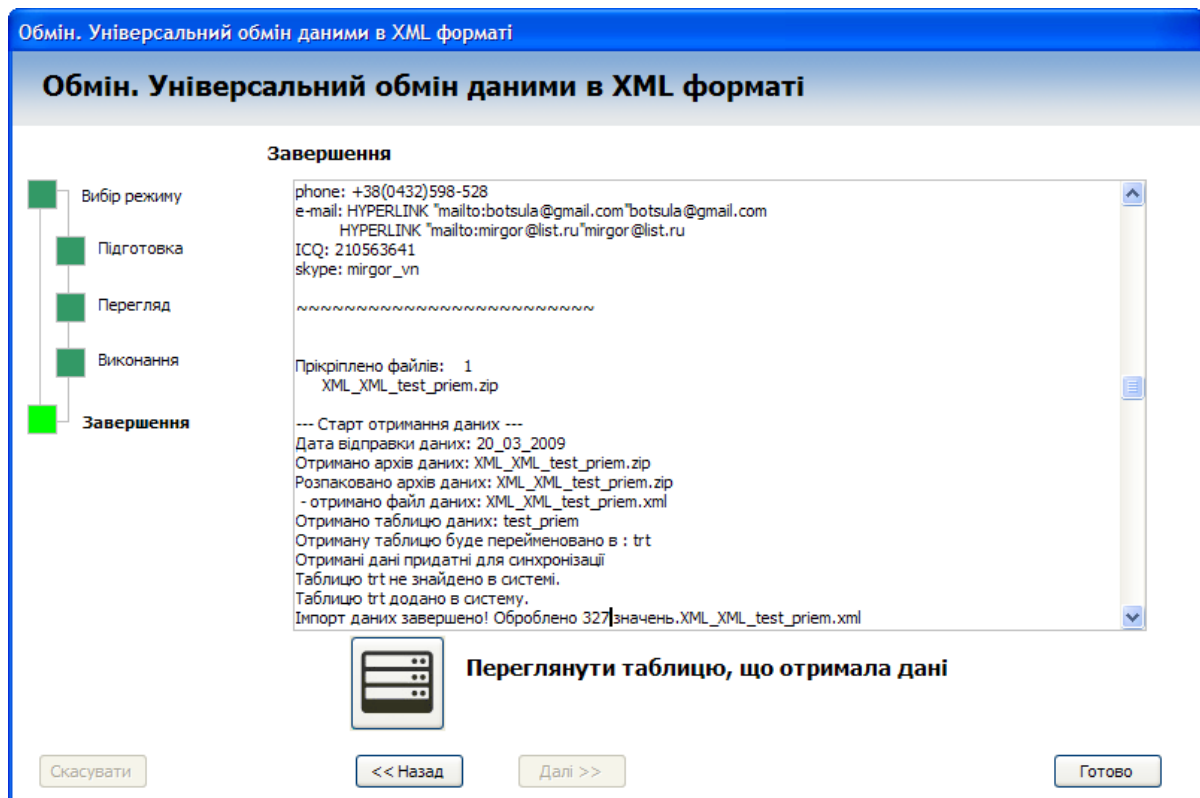 Обмін. Універсальний обмін даними в XML форматі
Обмін. Універсальний обмін даними в XML форматі
Завершення
Вибір режиму
Підготовка
Перегляд
Виконання
Завершення
phone: +38(0432)598-528
e-mail: HYPERLINK "mailto:botsula@gmail.com"botsula@gmail.com
HYPERLINK "mailto:mirgor@list.ru"mirgor@list.ru
ICQ: 210563641
skype: mirgor_vn
~~~~~~~~~~~~~~~~~~~~~~~~~
Прікріплено файлів: 1
XML_XML_test_priem.zip
--- Старт отримання даних ---
Дата відправки даних: 20_03_2009
Отримано архів даних: XML_XML_test_priem.zip
Розпаковано архів даних: XML_XML_test_priem.zip
- отримано файл даних: XML_XML_test_priem.xml
Отримано таблицю даних: test_priem
Отриману таблицю буде перейменовано в : trt
Отримані дані придатні для синхронізації
Таблицю trt не знайдено в системі.
Таблицю trt додано в систему.
Імпорт даних завершено! Оброблено 327 значень.XML_XML_test_priem.xml
Переглянути таблицю, що отримала дані
Скасувати
<< Назад
Далі >>
Готово